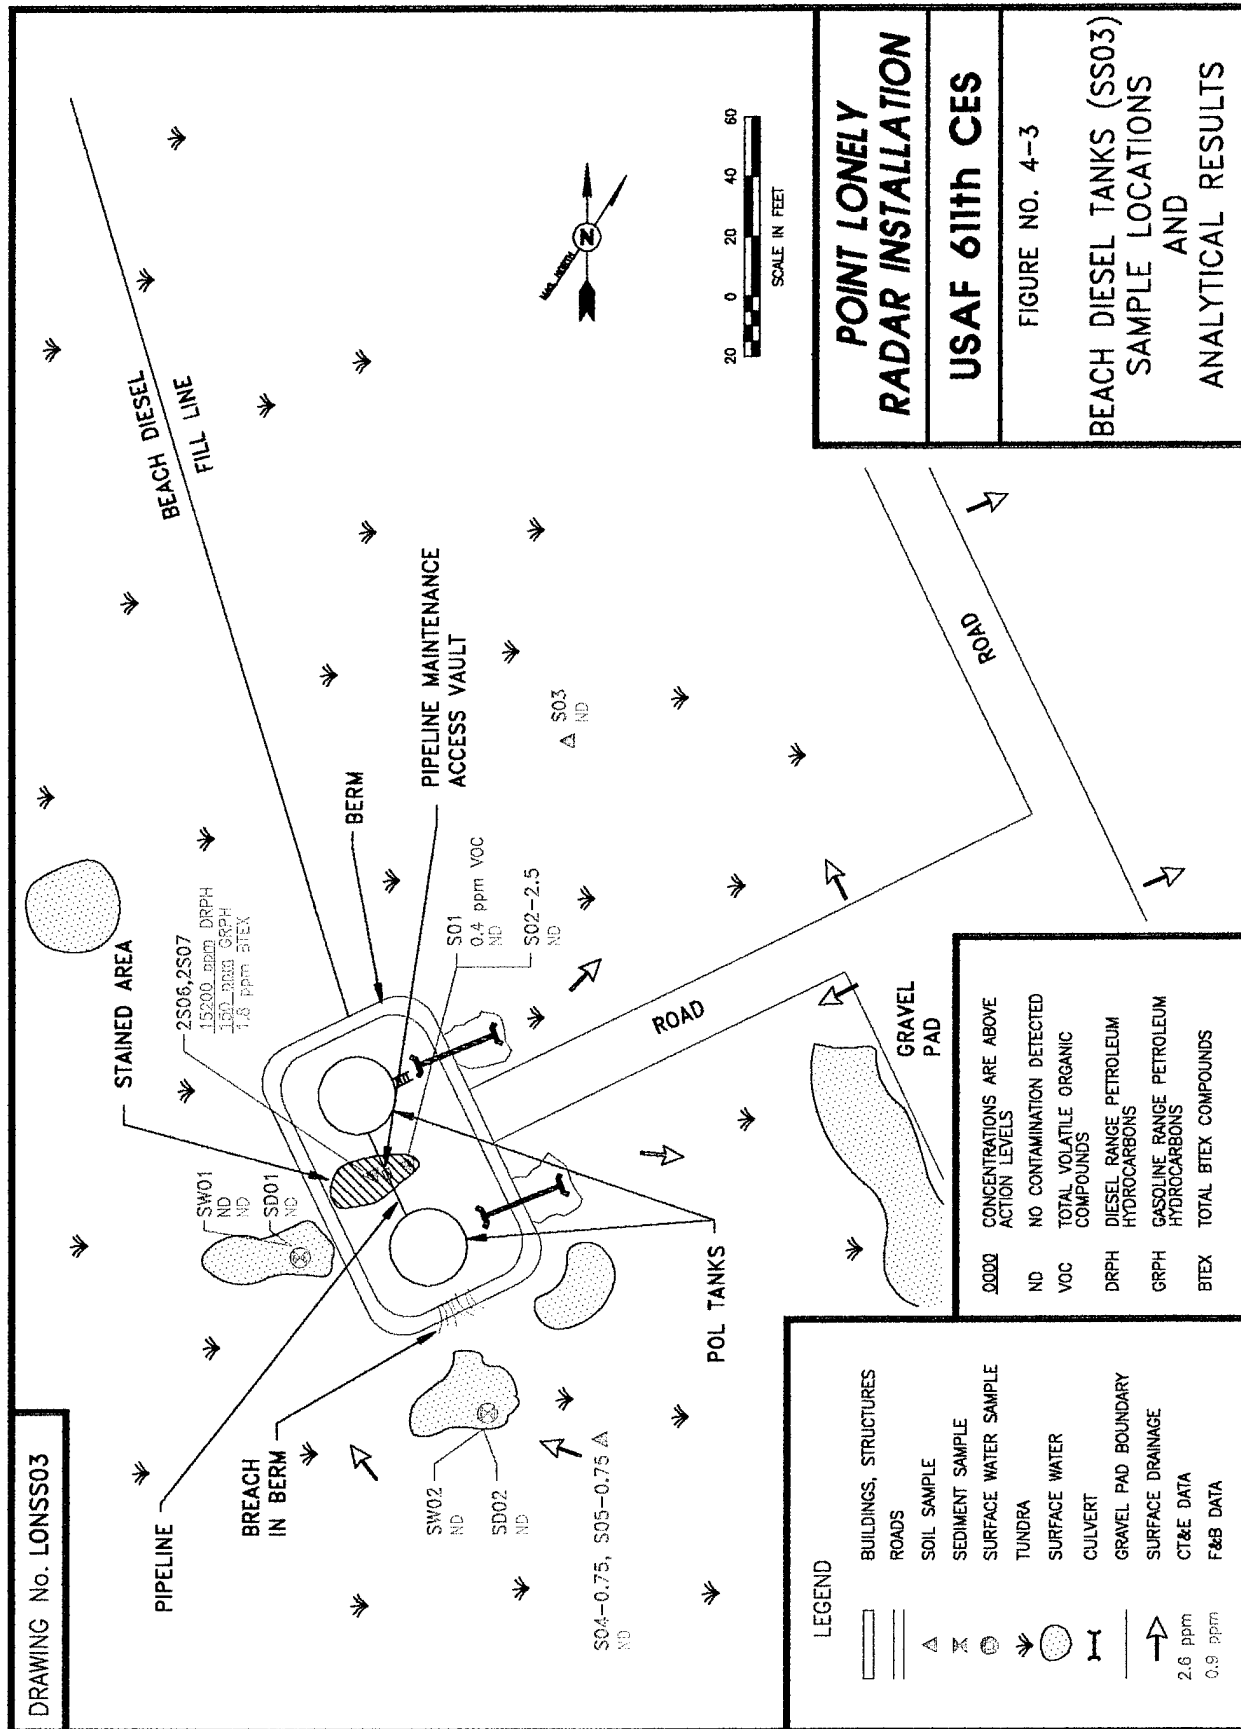 DRAWING No. LONSS03
STAINED AREA
2S06,2S07
15200 ppm DRPH
150 ppm GRPH
1.8 ppm BTEX
SW01
ND
ND
SD01
ND
PIPELINE
BREACH
IN BERM
SW02
ND
SD02
ND
S04-0.75, S05-0.75
ND
BEACH DIESEL
FILL LINE
BERM
PIPELINE MAINTENANCE
ACCESS VAULT
S01
0.4 ppm VOC
ND
S02-2.5
ND
S03
ND
POL TANKS
ROAD
GRAVEL
PAD
ROAD
MAG. NORTH
N
20 0 20 40 60
SCALE IN FEET
LEGEND
BUILDINGS, STRUCTURES
ROADS
SOIL SAMPLE
SEDIMENT SAMPLE
SURFACE WATER SAMPLE
TUNDRA
SURFACE WATER
CULVERT
GRAVEL PAD BOUNDARY
SURFACE DRAINAGE
2.6 ppm CT&E DATA
0.9 ppm F&B DATA
0000 CONCENTRATIONS ARE ABOVE
ACTION LEVELS
ND NO CONTAMINATION DETECTED
VOC TOTAL VOLATILE ORGANIC
COMPOUNDS
DRPH DIESEL RANGE PETROLEUM
HYDROCARBONS
GRPH GASOLINE RANGE PETROLEUM
HYDROCARBONS
BTEX TOTAL BTEX COMPOUNDS
POINT LONELY
RADAR INSTALLATION
USAF 611th CES
FIGURE NO. 4-3
BEACH DIESEL TANKS (SS03)
SAMPLE LOCATIONS
AND
ANALYTICAL RESULTS